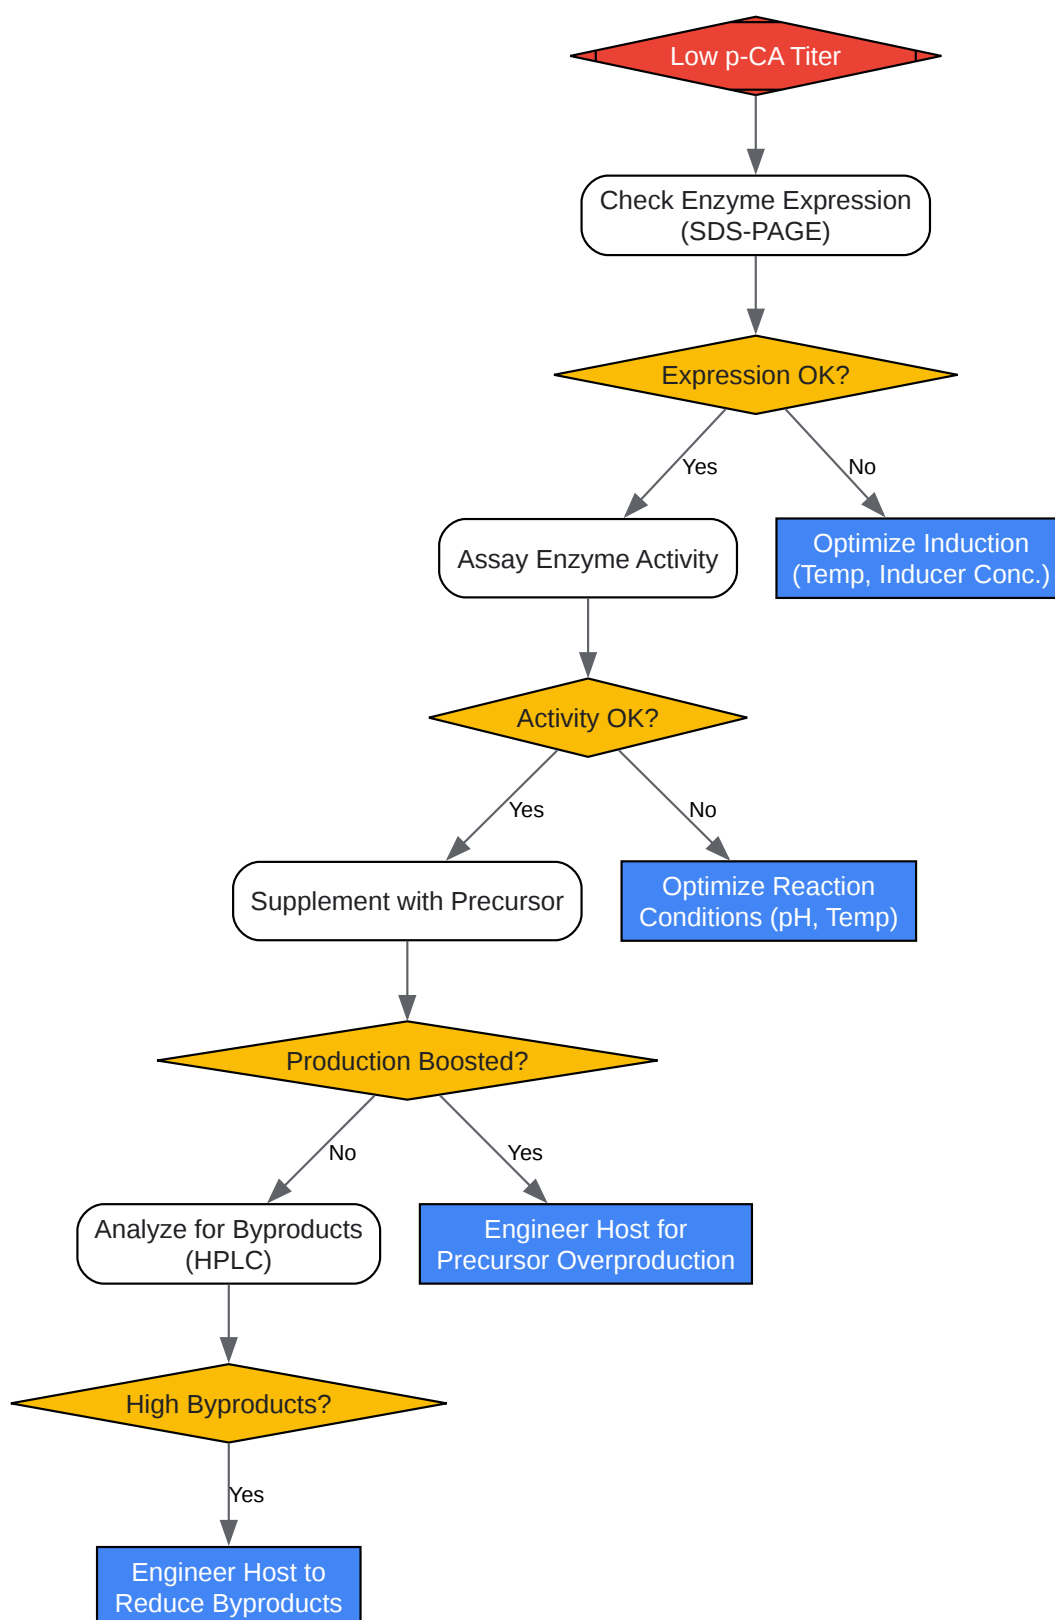 Low p-CA Titer
Check Enzyme Expression
(SDS-PAGE)
Expression OK?
Yes
No
Assay Enzyme Activity
Optimize Induction
(Temp, Inducer Conc.)
Activity OK?
Yes
No
Supplement with Precursor
Optimize Reaction
Conditions (pH, Temp)
Production Boosted?
No
Yes
Analyze for Byproducts
(HPLC)
Engineer Host for
Precursor Overproduction
High Byproducts?
Yes
Engineer Host to
Reduce Byproducts